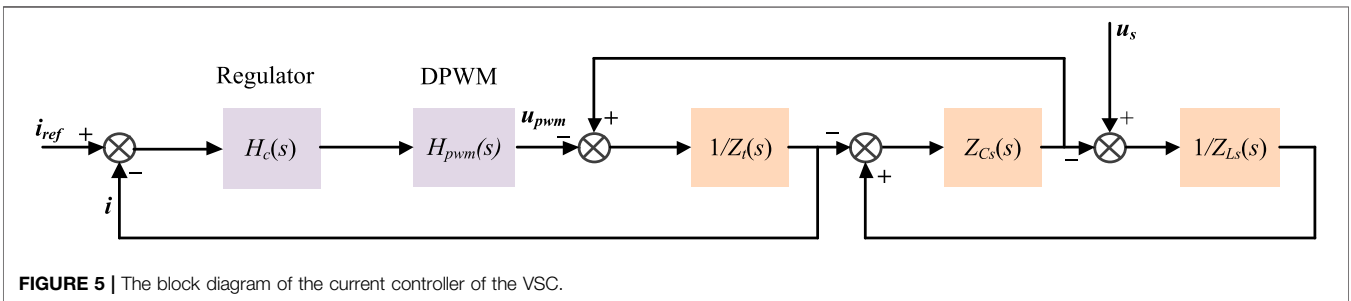 u_s
Regulator DPWM
i_ref + H_c(s) H_pwm(s) u_pwm − + 1/Z_t(s) − Z_Cs(s) − + 1/Z_Ls(s)
− +
i
FIGURE 5 | The block diagram of the current controller of the VSC.